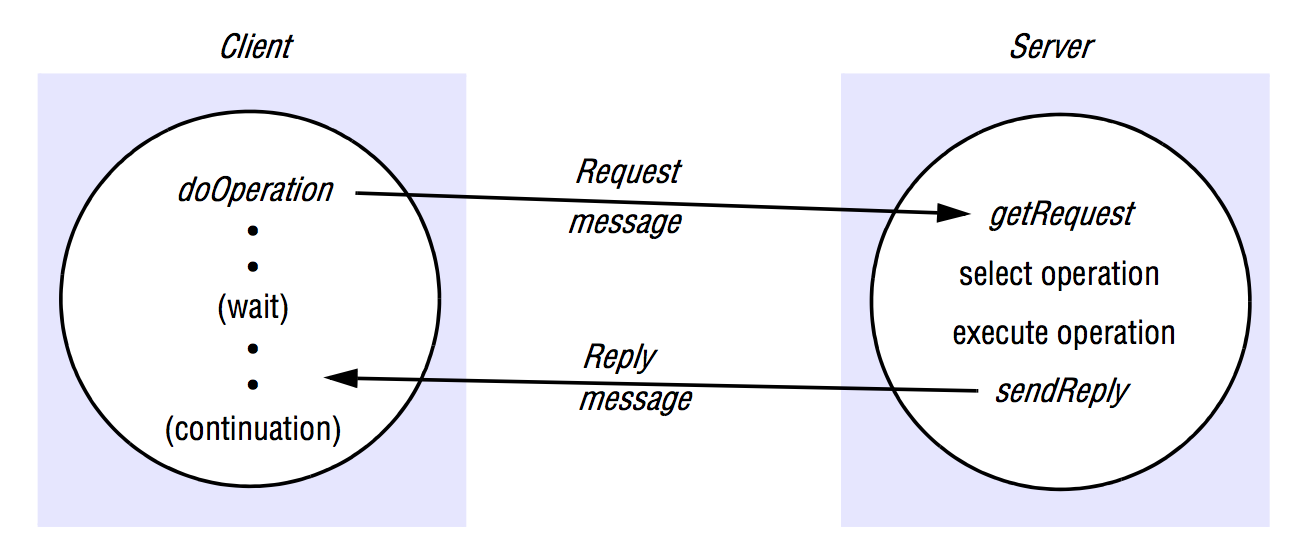 Client
Server
doOperation
•
•
(wait)
•
•
(continuation)
Request
message
Reply
message
getRequest
select operation
execute operation
sendReply